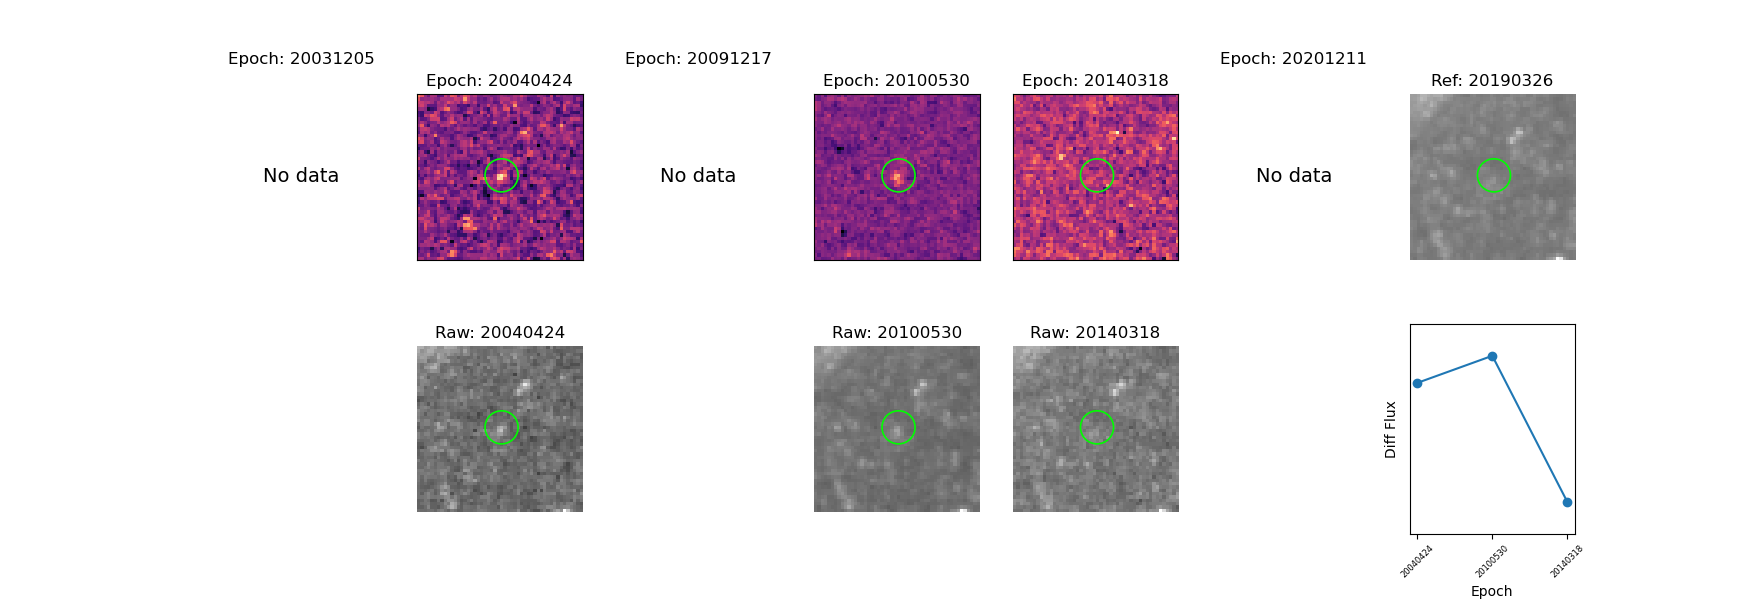 Epoch: 20031205
Epoch: 20040424
Epoch: 20091217
Epoch: 20100530
Epoch: 20140318
Epoch: 20201211
Ref: 20190326
No data
No data
No data
Raw: 20040424
Raw: 20100530
Raw: 20140318
Diff Flux
20040424
20100530
20140318
Epoch